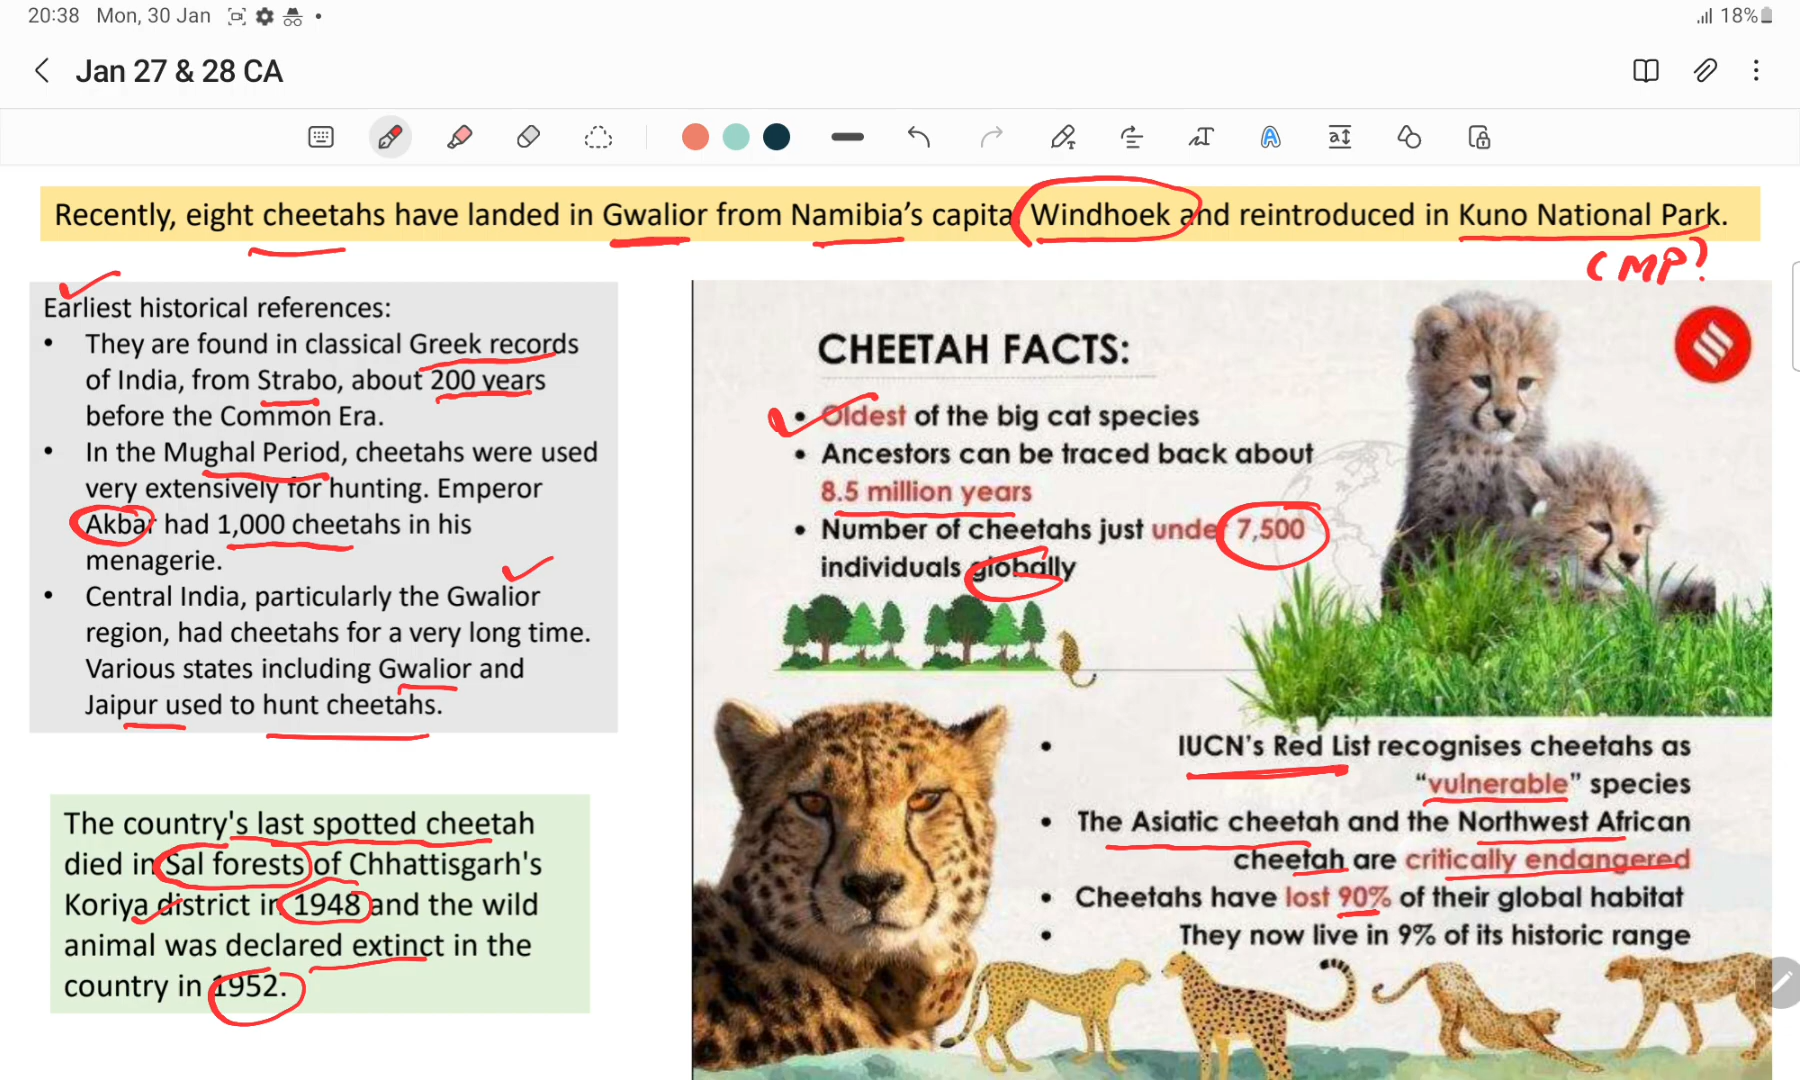 20:38 Mon, 30 Jan
18%
Jan 27 & 28 CA
Recently, eight cheetahs have landed in Gwalior from Namibia's capita Windhoek and reintroduced in Kuno National Park.
(MP)
Earliest historical references:
• They are found in classical Greek records
of India, from Strabo, about 200 years
before the Common Era.
• In the Mughal Period, cheetahs were used
very extensively for hunting. Emperor
Akbar had 1,000 cheetahs in his
menagerie.
• Central India, particularly the Gwalior
region, had cheetahs for a very long time.
Various states including Gwalior and
Jaipur used to hunt cheetahs.
The country's last spotted cheetah
died in Sal forests of Chhattisgarh's
Koriya district in 1948 and the wild
animal was declared extinct in the
country in 1952.
CHEETAH FACTS:
• Oldest of the big cat species
• Ancestors can be traced back about
8.5 million years
• Number of cheetahs just under 7,500
individuals globally
• IUCN's Red List recognises cheetahs as
"vulnerable" species
• The Asiatic cheetah and the Northwest African
cheetah are critically endangered
• Cheetahs have lost 90% of their global habitat
• They now live in 9% of its historic range